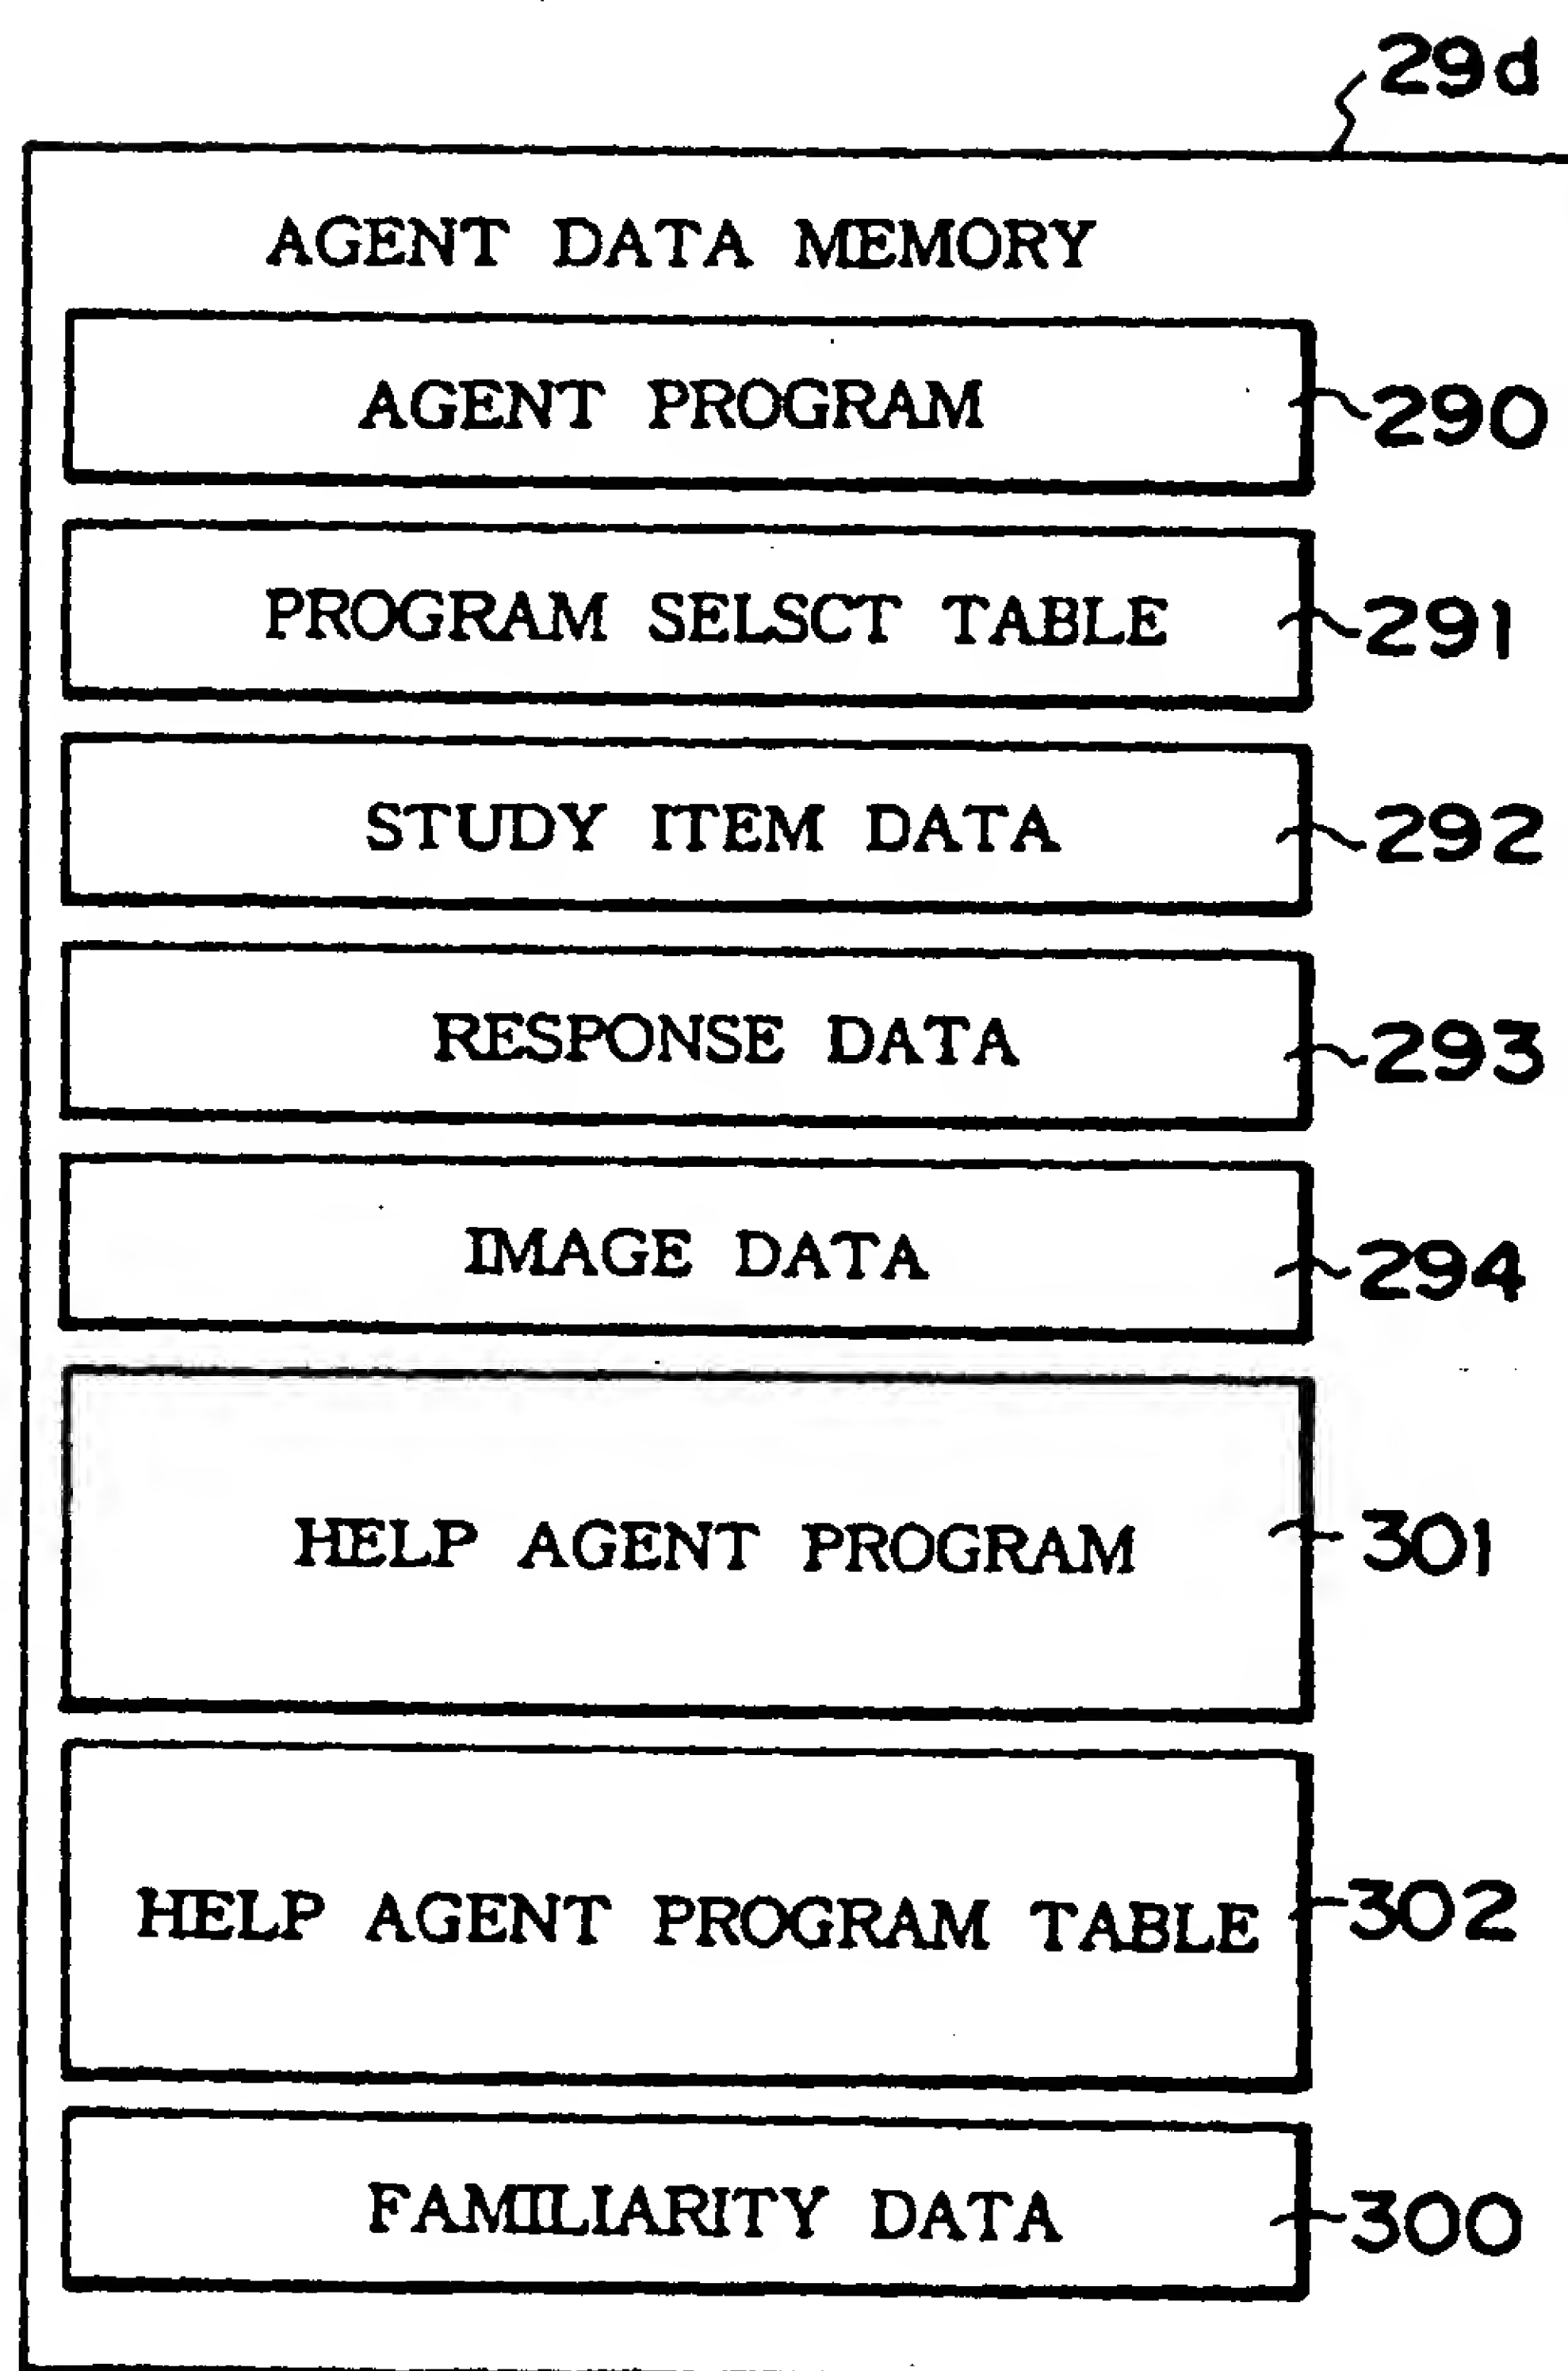 29d
AGENT DATA MEMORY
AGENT PROGRAM 290
PROGRAM SELSCT TABLE 291
STUDY ITEM DATA 292
RESPONSE DATA 293
IMAGE DATA 294
HELP AGENT PROGRAM 301
HELP AGENT PROGRAM TABLE 302
FAMILIARITY DATA 300